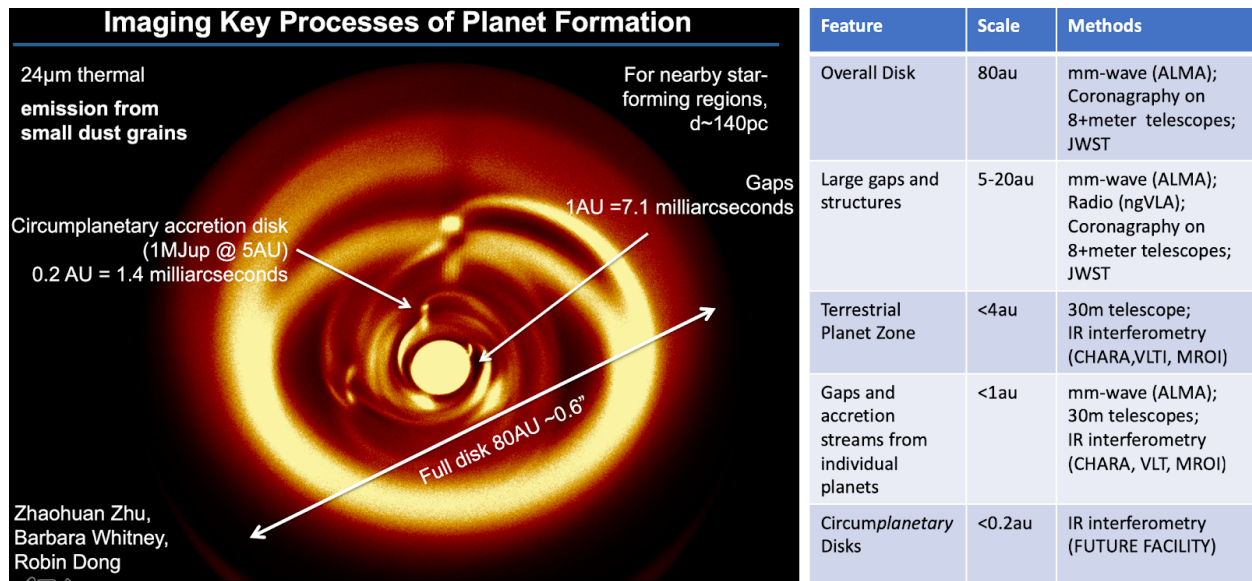 Imaging Key Processes of Planet Formation
24μm thermal
emission from
small dust grains
For nearby star-
forming regions,
d~140pc
Gaps
1AU =7.1 milliarcseconds
Circumplanetary accretion disk
(1MJup @ 5AU)
0.2 AU = 1.4 milliarcseconds
Full disk 80AU ~0.6”
Zhaohuan Zhu,
Barbara Whitney,
Robin Dong
Feature Scale Methods
Overall Disk 80au mm-wave (ALMA);
Coronagraphy on
8+meter telescopes;
JWST
Large gaps and 5-20au mm-wave (ALMA);
structures Radio (ngVLA);
Coronagraphy on
8+meter telescopes;
JWST
Terrestrial <4au 30m telescope;
Planet Zone IR interferometry
(CHARA,VLTI, MROI)
Gaps and <1au mm-wave (ALMA);
accretion 30m telescopes;
streams from IR interferometry
individual (CHARA, VLT, MROI)
planets
Circumplanetary <0.2au IR interferometry
Disks (FUTURE FACILITY)